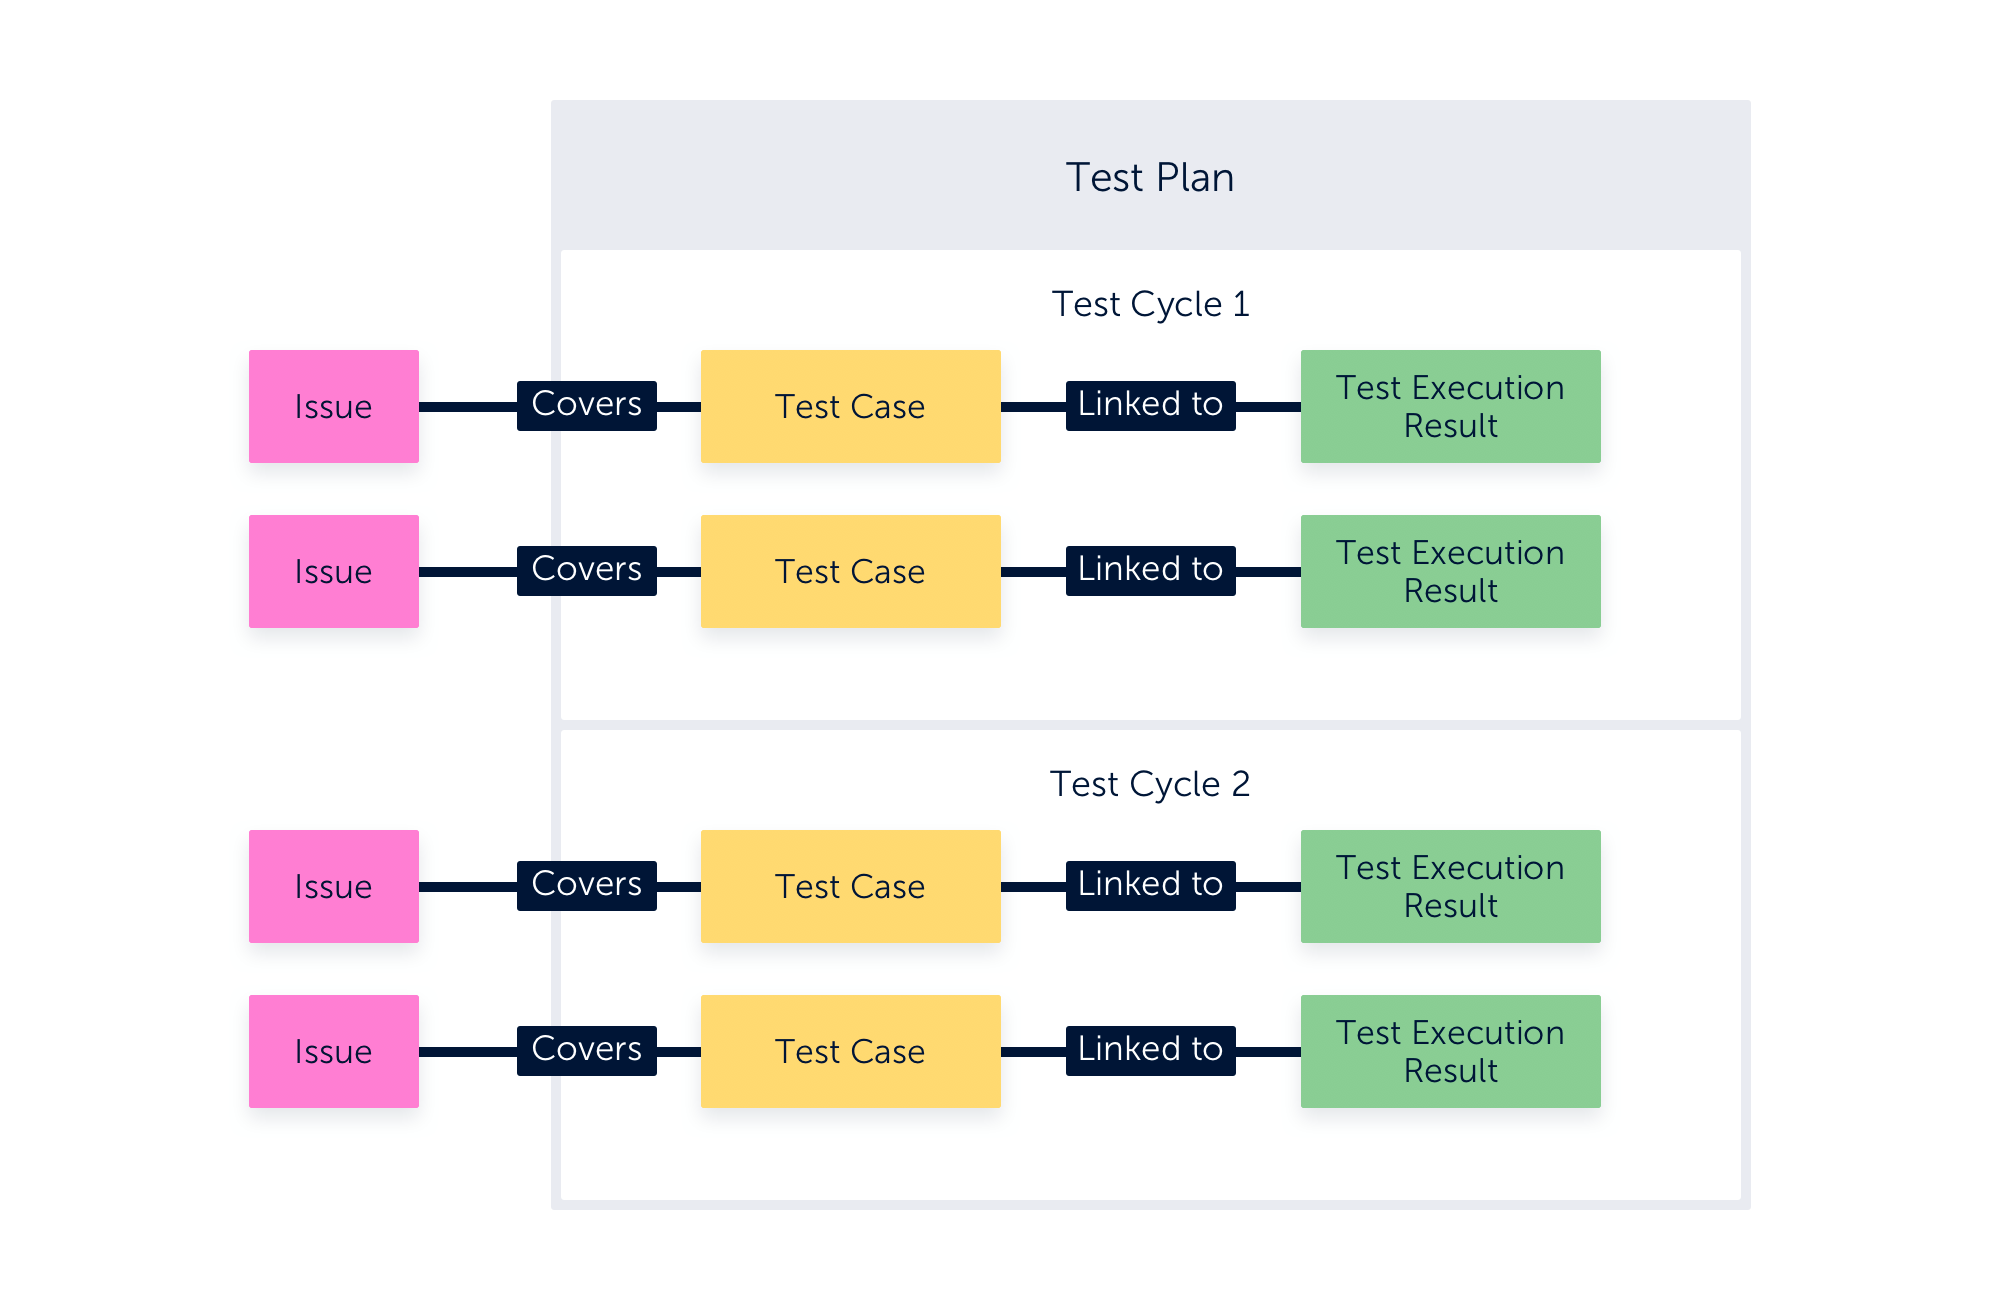 Test Plan
Test Cycle 1
Issue
Covers
Test Case
Linked to
Test Execution
Result
Issue
Covers
Test Case
Linked to
Test Execution
Result
Test Cycle 2
Issue
Covers
Test Case
Linked to
Test Execution
Result
Issue
Covers
Test Case
Linked to
Test Execution
Result